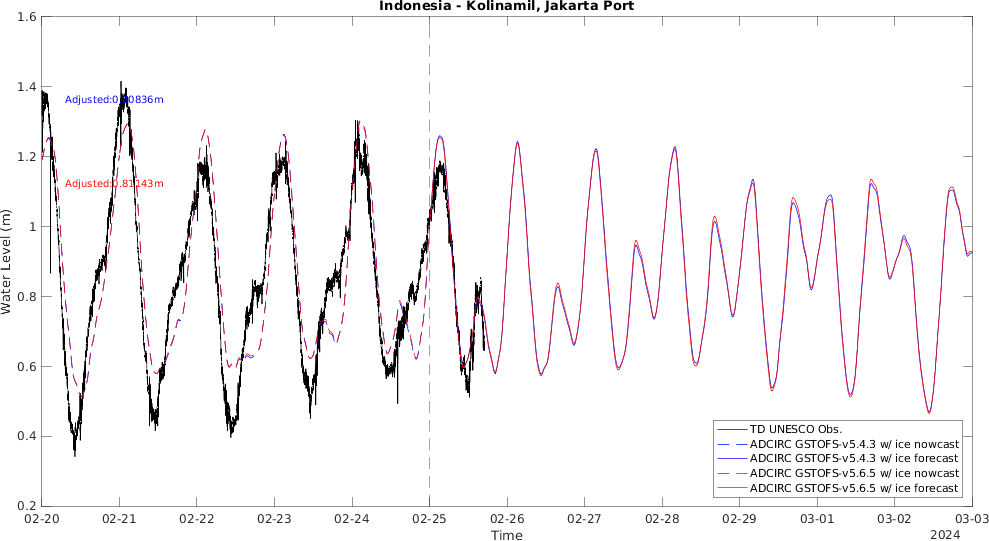 Indonesia - Kolinamil, Jakarta Port
Water Level (m)
1.6
1.4
1.2
1
0.8
0.6
0.4
0.2
Adjusted:0.80836m
Adjusted:0.81143m
TD UNESCO Obs.
ADCIRC GSTOFS-v5.4.3 w/ ice nowcast
ADCIRC GSTOFS-v5.4.3 w/ ice forecast
ADCIRC GSTOFS-v5.6.5 w/ ice nowcast
ADCIRC GSTOFS-v5.6.5 w/ ice forecast
02-20 02-21 02-22 02-23 02-24 02-25 02-26 02-27 02-28 02-29 03-01 03-02 03-03
Time
2024